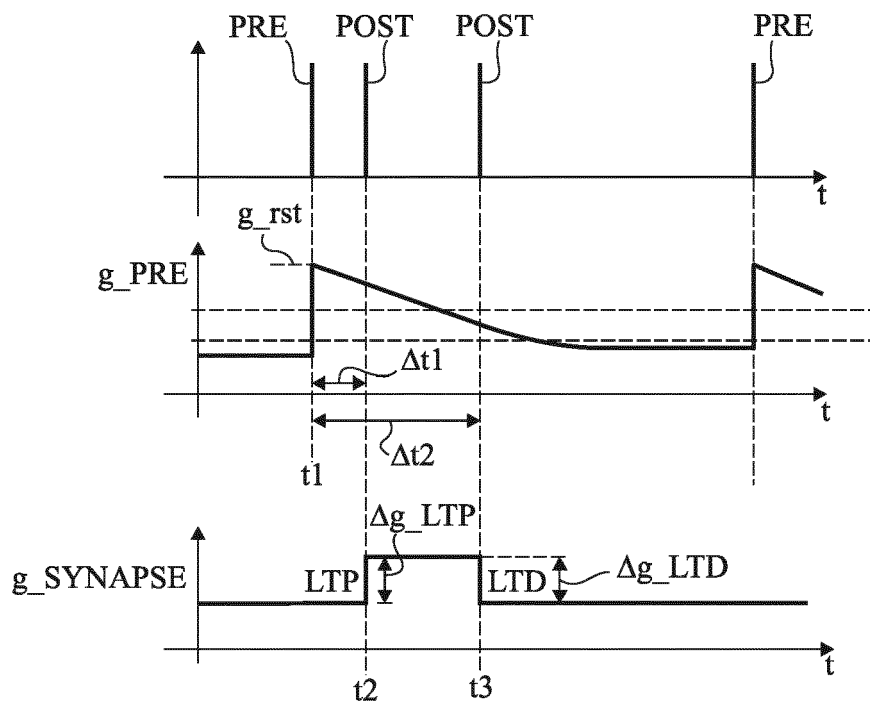 PRE POST POST PRE
t
g_rst
g_PRE
Δt1
t
Δt2
t1
Δg_LTP
g_SYNAPSE LTP LTD Δg_LTD
t
t2 t3